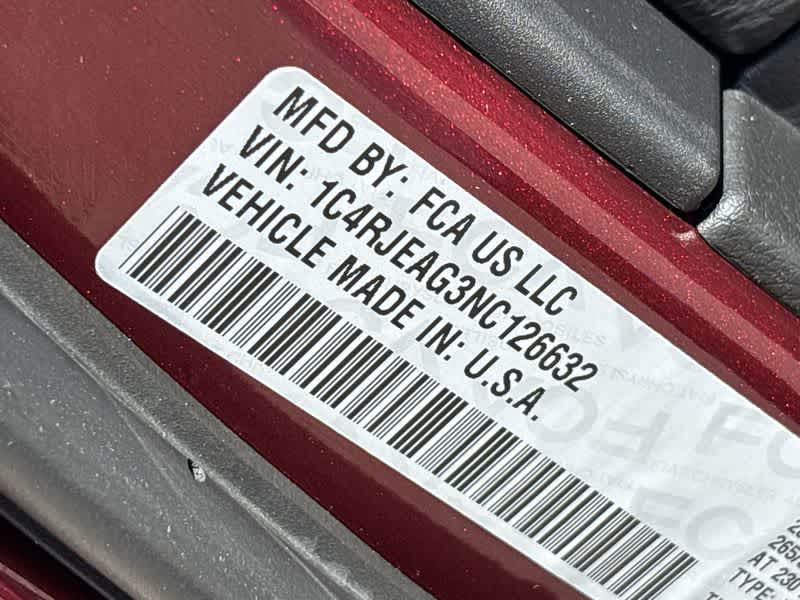 MFD BY: FCA US LLC
VIN: 1C4RJEAG3NC126632
VEHICLE MADE IN: U.S.A.